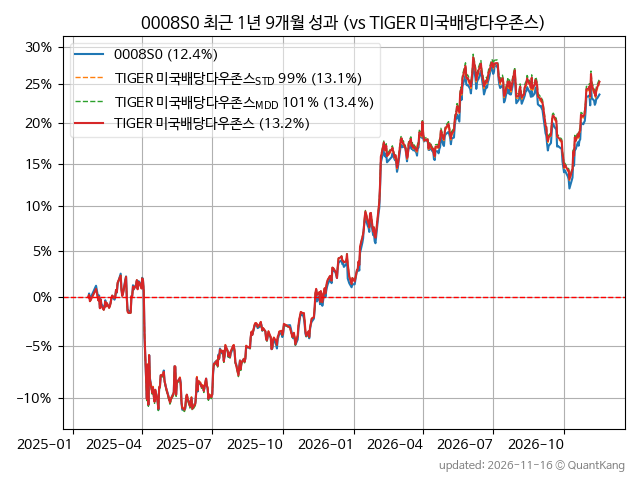 0008S0 최근 1년 9개월 성과 (vs TIGER 미국배당다우존스)
0008S0 (12.4%)
TIGER 미국배당다우존스STD 99% (13.1%)
TIGER 미국배당다우존스MDD 101% (13.4%)
TIGER 미국배당다우존스 (13.2%)
30%
25%
20%
15%
10%
5%
0%
−5%
−10%
2025-01 2025-04 2025-07 2025-10 2026-01 2026-04 2026-07 2026-10
updated: 2026-11-16 © QuantKang